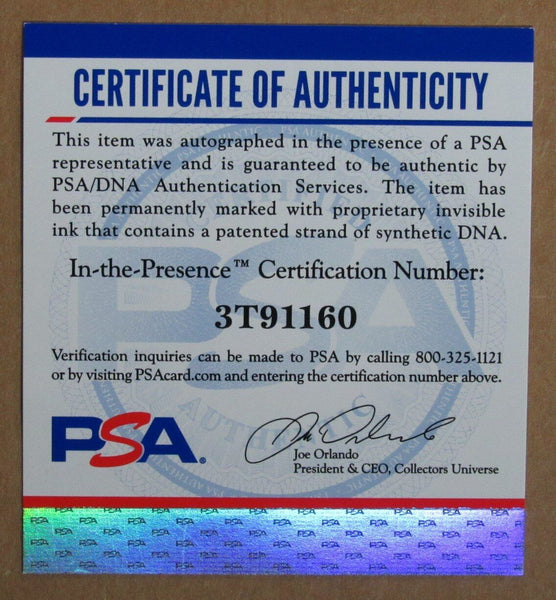 CERTIFICATE OF AUTHENTICITY
This item was autographed in the presence of a PSA
representative and is guaranteed to be authentic by
PSA/DNA Authentication Services. The item has
been permanently marked with proprietary invisible
ink that contains a patented strand of synthetic DNA.
In-the-Presence™ Certification Number:
3T91160
Verification inquiries can be made to PSA by calling 800-325-1121
or by visiting PSAcard.com and entering the certification number above.
PSA®
Joe Orlando
President & CEO, Collectors Universe